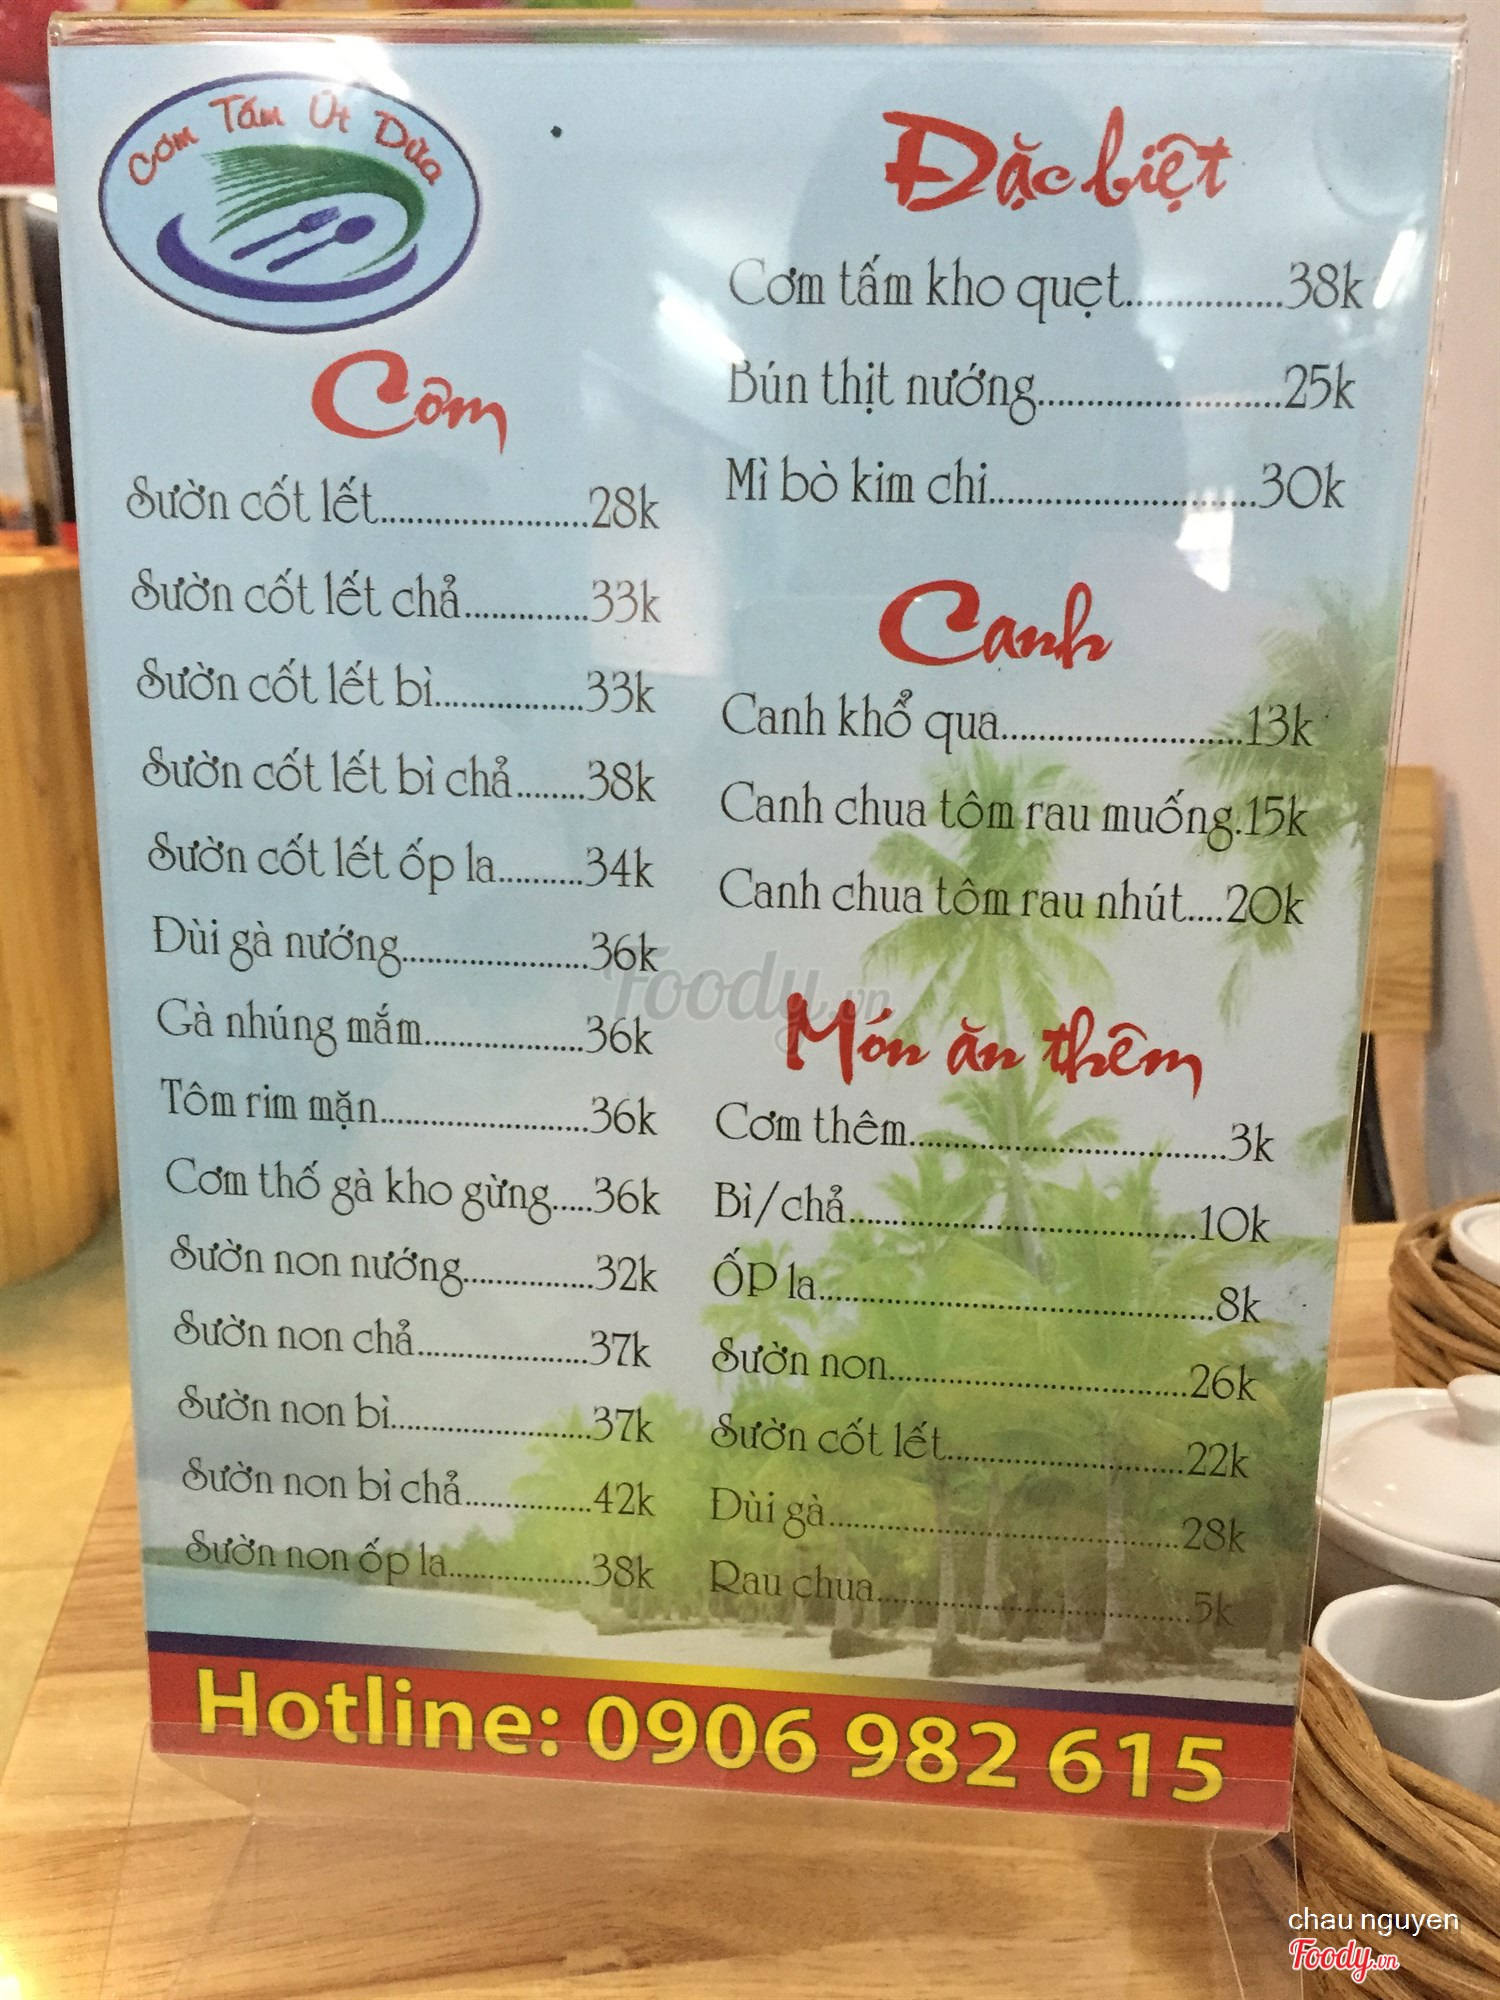 Cơm Tấm Út Dừa
Cơm
Sườn cốt lết......................28k
Sườn cốt lết chả.............33k
Sườn cốt lết bì................33k
Sườn cốt lết bì chả........38k
Sườn cốt lết ốp la..........34k
Đùi gà nướng......................36k
Gà nhúng mắm.................36k
Tôm rim mặn......................36k
Cơm thố gà kho gừng.....36k
Sườn non nướng..............32k
Sườn non chả...................37k
Sườn non bì......................37k
Sườn non bì chả..............42k
Sườn non ốp la................38k
Đặc biệt
Cơm tấm kho quẹt.................38k
Bún thịt nướng..........................25k
Mì bò kim chi............................30k
Canh
Canh khổ qua.........................13k
Canh chua tôm rau muống.15k
Canh chua tôm rau nhút....20k
Món ăn thêm
Cơm thêm..................................3k
Bì/chả.....................................10k
ỐP la..........................................8k
Sườn non................................26k
Sườn cốt lết.........................22k
Đùi gà.....................................28k
Rau chua.................................5k
Hotline: 0906 982 615
Foody.vn
chau nguyen
Foody.vn